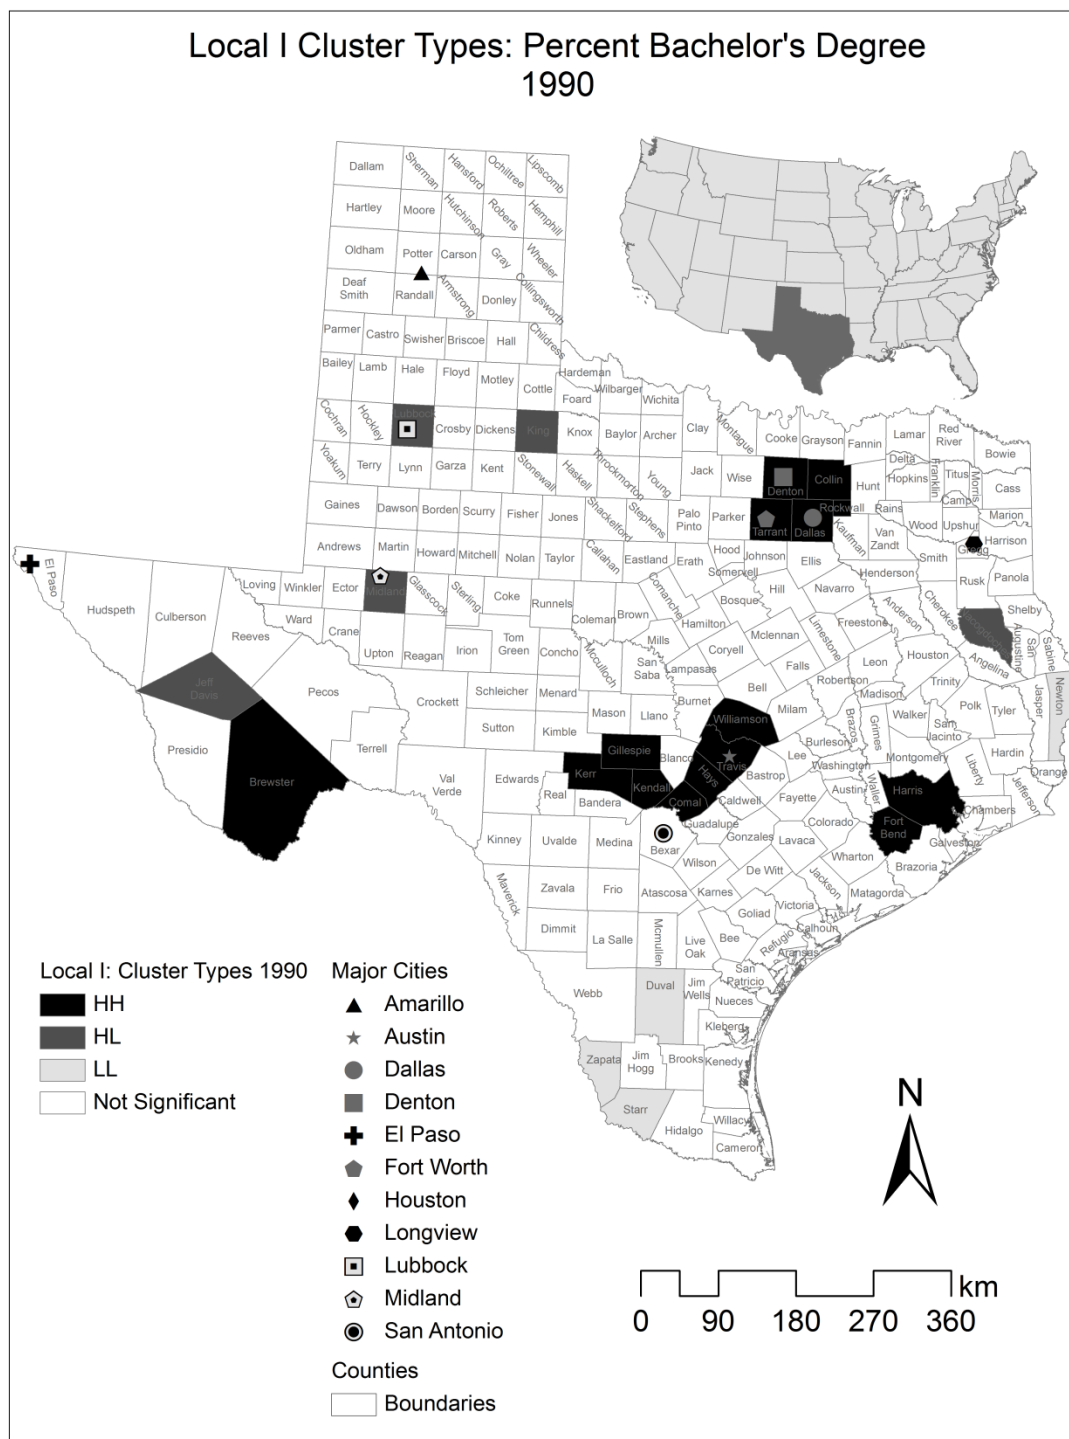 Local I Cluster Types: Percent Bachelor's Degree
1990
Dallam Sherman Hansford Ochiltree Lipscomb
Hartley Moore Hutchinson Roberts Hemphill
Oldham Potter Carson Gray Wheeler
Deaf Smith Randall Armstrong Donley Collingsworth
Parmer Castro Swisher Briscoe Hall Childress
Bailey Lamb Hale Floyd Motley Cottle Hardeman Foard Wilbarger Wichita
Cochran Hockley Lubbock Crosby Dickens King Knox Baylor Archer Clay Montague Cooke Grayson Fannin Lamar Red River Bowie
Yoakum Terry Lynn Garza Kent Stonewall Haskell Throckmorton Young Jack Wise Denton Collin Hunt Delta Hopkins Franklin Titus Morris Camp Cass
Gaines Dawson Borden Scurry Fisher Jones Shackelford Stephens Palo Pinto Parker Tarrant Dallas Rockwall Kaufman Rains Wood Upshur Marion
Andrews Martin Howard Mitchell Nolan Taylor Callahan Eastland Erath Hood Somervell Johnson Ellis Van Zandt Smith Gregg Harrison
El Paso Hudspeth Culberson Reeves Loving Winkler Ector Midland Glasscock Sterling Coke Runnels Coleman Brown Comanche Hamilton Bosque Hill Navarro Henderson Anderson Cherokee Rusk Panola
Ward Crane Upton Reagan Irion Tom Green Concho Mcculloch San Saba Mills Lampasas Coryell Mclennan Limestone Freestone Nacogdoches Shelby San Augustine Sabine
Jeff Davis Pecos Crockett Schleicher Menard Mason Llano Burnet Bell Falls Robertson Leon Houston Angelina Trinity Newton Jasper
Presidio Brewster Terrell Sutton Kimble Gillespie Blanco Williamson Milam Brazos Madison Grimes Walker San Jacinto Polk Tyler Hardin Orange
Val Verde Edwards Real Kerr Bandera Kendall Comal Hays Travis Bastrop Lee Burleson Washington Montgomery Liberty Jefferson
Kinney Uvalde Medina Bexar Guadalupe Caldwell Fayette Austin Waller Harris Chambers
Maverick Zavala Frio Atascosa Wilson Gonzales Lavaca Colorado Fort Bend Galveston
Dimmit La Salle Mcmullen Live Oak Karnes De Witt Wharton Brazoria
Bee Goliad Victoria Jackson Matagorda Calhoun Refugio Aransas
Webb Duval Jim Wells San Patricio Nueces Kleberg
Zapata Jim Hogg Brooks Kenedy
Starr Hidalgo Willacy Cameron
Local I: Cluster Types 1990
HH
HL
LL
Not Significant
Major Cities
Amarillo
Austin
Dallas
Denton
El Paso
Fort Worth
Houston
Longview
Lubbock
Midland
San Antonio
Counties
Boundaries
N
km
0 90 180 270 360